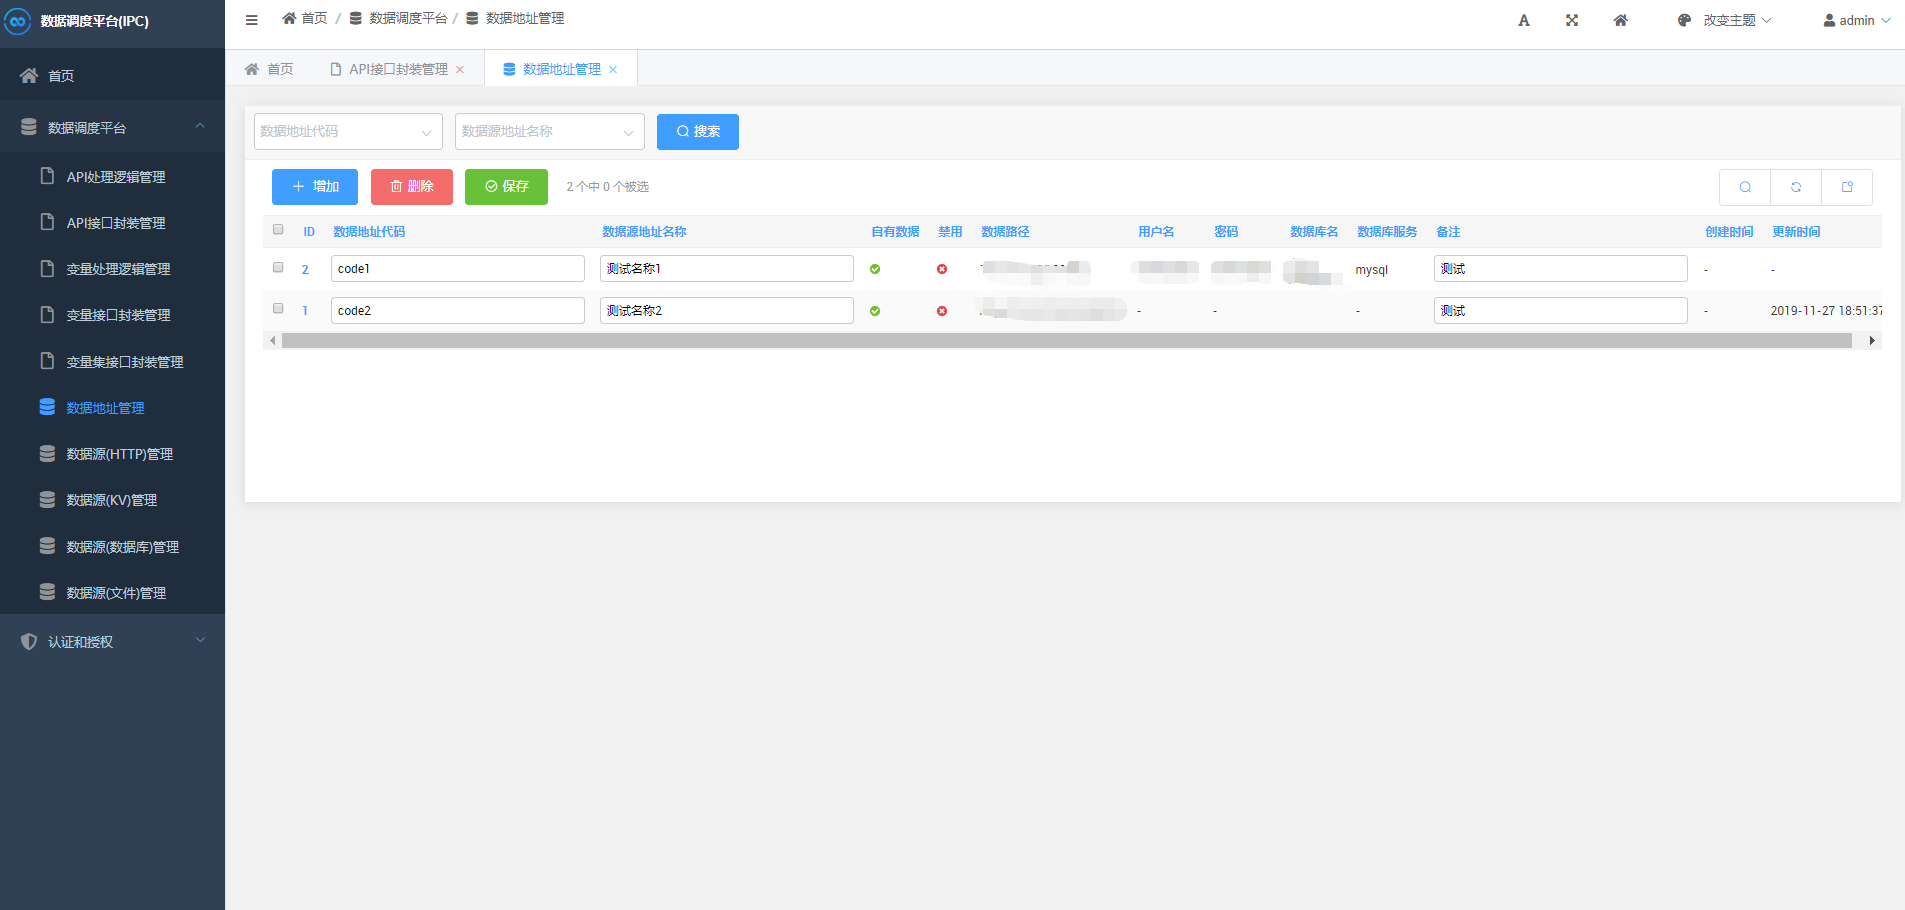 数据调度平台(IPC)
首页
数据调度平台
API处理逻辑管理
API接口封装管理
变量处理逻辑管理
变量接口封装管理
变量集接口封装管理
数据地址管理
数据源(HTTP)管理
数据源(KV)管理
数据源(数据库)管理
数据源(文件)管理
认证和授权
首页 / 数据调度平台 / 数据地址管理
改变主题 admin
首页 API接口封装管理 数据地址管理
数据地址代码 数据源地址名称 搜索
增加 删除 保存 2 个中 0 个被选
ID 数据地址代码 数据源地址名称 自有数据 禁用 数据路径 用户名 密码 数据库名 数据库服务 备注 创建时间 更新时间
2 code1 测试名称1 mysql 测试 - -
1 code2 测试名称2 - - - 测试 - 2019-11-27 18:51:37